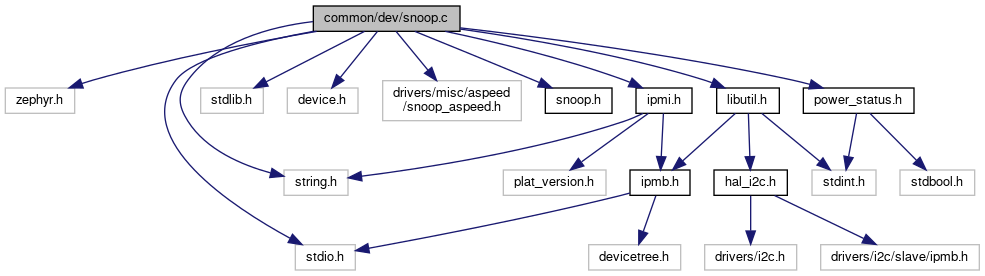 common/dev/snoop.c
zephyr.h
stdlib.h
device.h
drivers/misc/aspeed
/snoop_aspeed.h
snoop.h
ipmi.h
libutil.h
power_status.h
string.h
plat_version.h
ipmb.h
hal_i2c.h
stdint.h
stdbool.h
stdio.h
devicetree.h
drivers/i2c.h
drivers/i2c/slave/ipmb.h